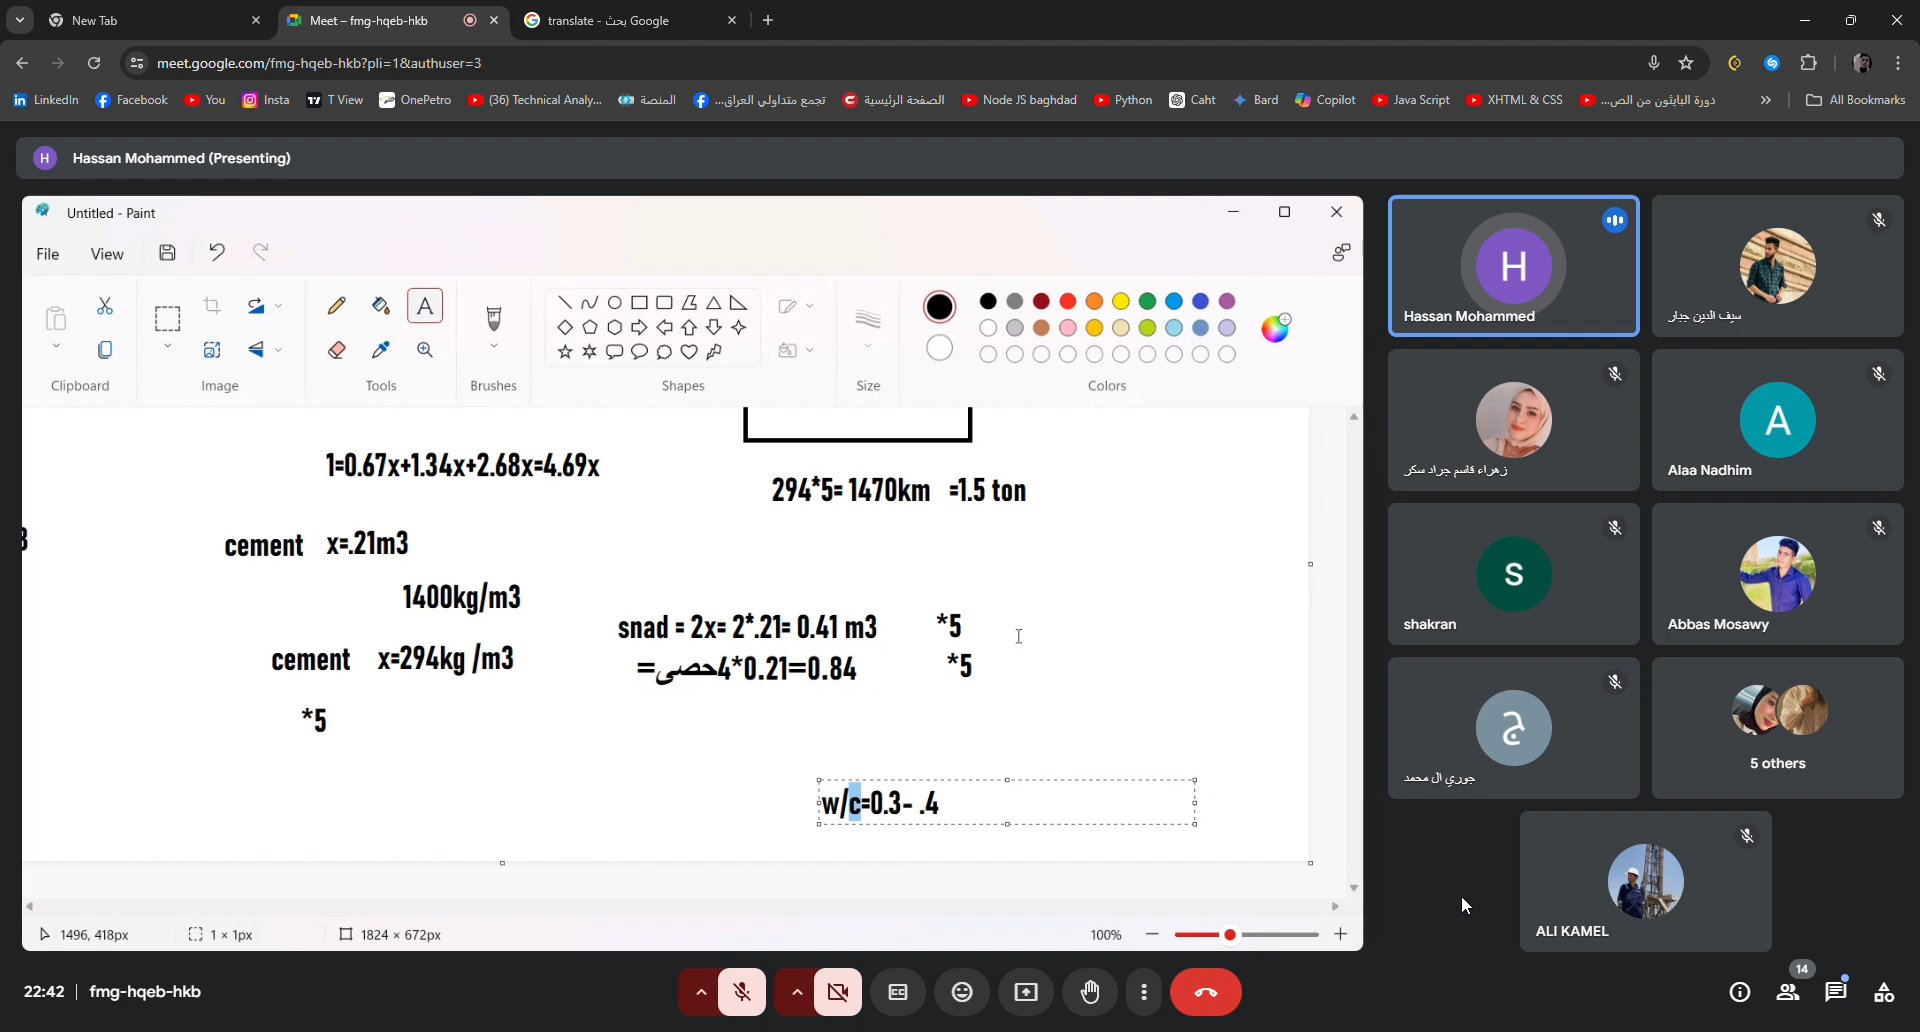 New Tab
Meet – fmg-hqeb-hkb
translate - بحث Google
meet.google.com/fmg-hqeb-hkb?pli=1&authuser=3
LinkedIn
Facebook
You
Insta
T View
OnePetro
(36) Technical Analy...
المنصة
تجمع متداولي العراق...
الصفحة الرئيسية
Node JS baghdad
Python
Caht
Bard
Copilot
Java Script
XHTML & CSS
دورة البايثون من الص...
All Bookmarks
H
Hassan Mohammed (Presenting)
Untitled - Paint
File
View
Clipboard
Image
Tools
Brushes
Shapes
Size
Colors
1=0.67x+1.34x+2.68x=4.69x
294*5= 1470km =1.5 ton
cement x=.21m3
1400kg/m3
snad = 2x= 2*.21= 0.41 m3 *5
=حصى4*0.21=0.84 *5
cement x=294kg /m3
*5
w/c=0.3- .4
1496, 418px
1 × 1px
1824 × 672px
100%
H
Hassan Mohammed
سيف الدين جبار
زهراء قاسم جراد سكر
A
Alaa Nadhim
s
shakran
Abbas Mosawy
ج
جوري ال محمد
5 others
ALI KAMEL
22:42 | fmg-hqeb-hkb
14